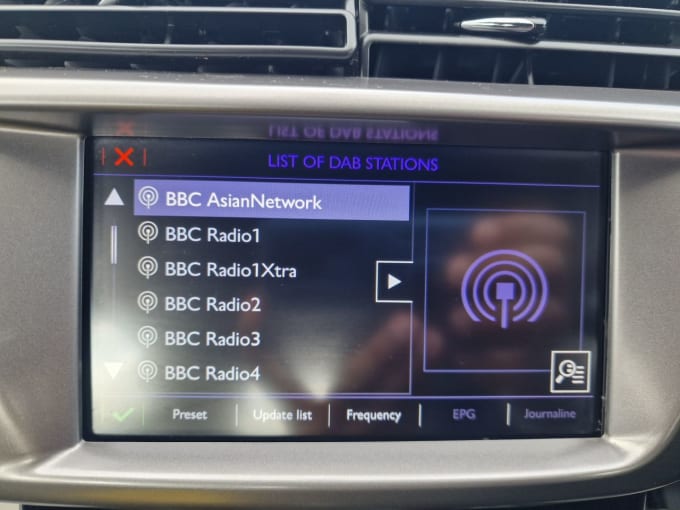 LIST OF DAB STATIONS
BBC AsianNetwork
BBC Radio1
BBC Radio1Xtra
BBC Radio2
BBC Radio3
BBC Radio4
Preset
Update list
Frequency
EPG
Journaline